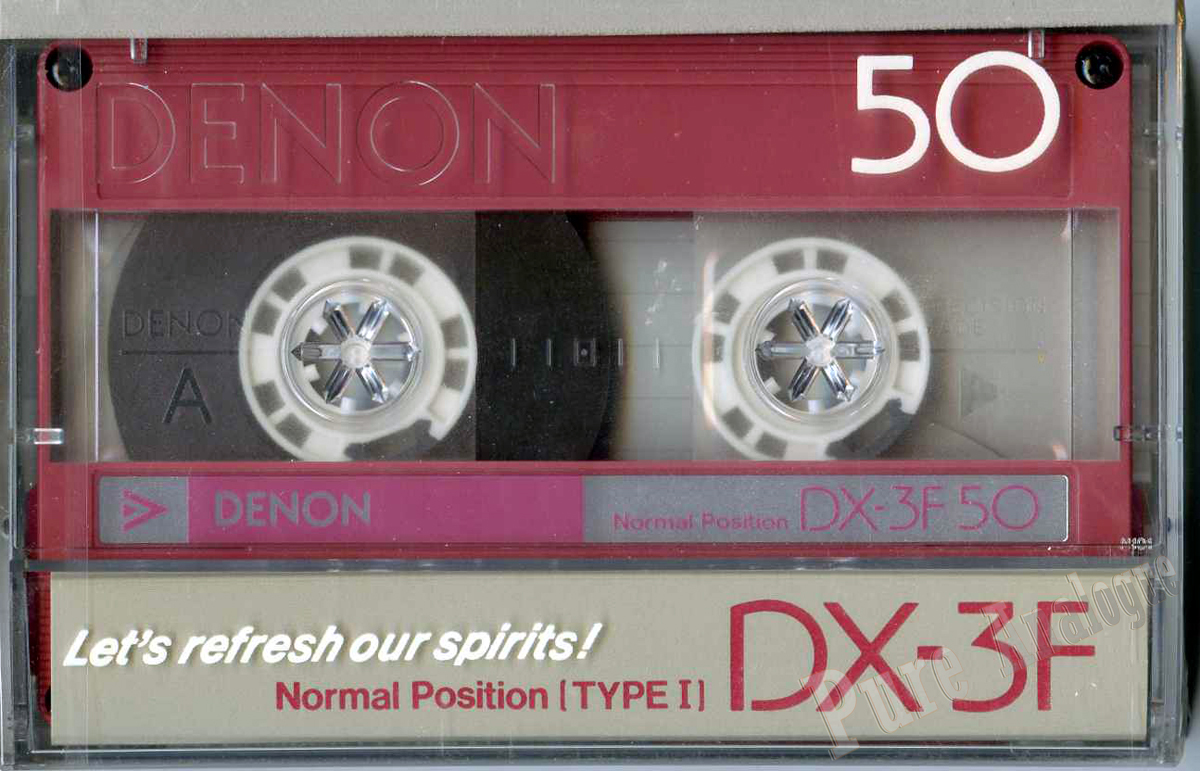 DENON
50
DENON
A
DENON
Normal Position DX-3F 50
Let's refresh our spirits!
Normal Position [TYPE I]
DX-3F
Pure Analogue